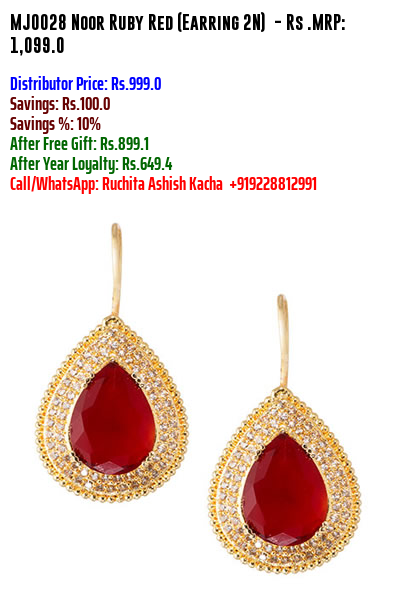 MJ0028 Noor Ruby Red (Earring 2N)  - Rs .MRP:
1,099.0
Distributor Price: Rs.999.0
Savings: Rs.100.0
Savings %: 10%
After Free Gift: Rs.899.1
After Year Loyalty: Rs.649.4
Call/WhatsApp: Ruchita Ashish Kacha  +919228812991